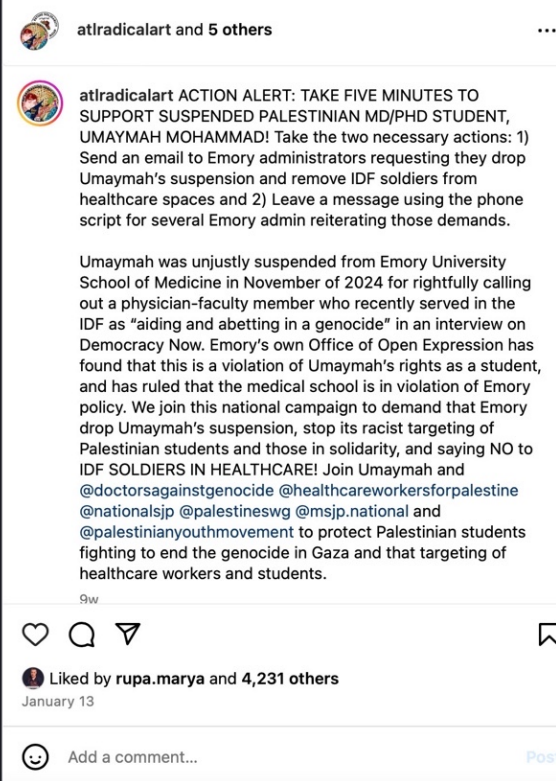 atlradicalart and 5 others
atlradicalart ACTION ALERT: TAKE FIVE MINUTES TO
SUPPORT SUSPENDED PALESTINIAN MD/PHD STUDENT,
UMAYMAH MOHAMMAD! Take the two necessary actions: 1)
Send an email to Emory administrators requesting they drop
Umaymah's suspension and remove IDF soldiers from
healthcare spaces and 2) Leave a message using the phone
script for several Emory admin reiterating those demands.
Umaymah was unjustly suspended from Emory University
School of Medicine in November of 2024 for rightfully calling
out a physician-faculty member who recently served in the
IDF as “aiding and abetting in a genocide” in an interview on
Democracy Now. Emory's own Office of Open Expression has
found that this is a violation of Umaymah's rights as a student,
and has ruled that the medical school is in violation of Emory
policy. We join this national campaign to demand that Emory
drop Umaymah's suspension, stop its racist targeting of
Palestinian students and those in solidarity, and saying NO to
IDF SOLDIERS IN HEALTHCARE! Join Umaymah and
@doctorsagainstgenocide @healthcareworkersforpalestine
@nationalsjp @palestineswg @msjp.national and
@palestinianyouthmovement to protect Palestinian students
fighting to end the genocide in Gaza and that targeting of
healthcare workers and students.
9w
Liked by rupa.marya and 4,231 others
January 13
Add a comment...
Pos